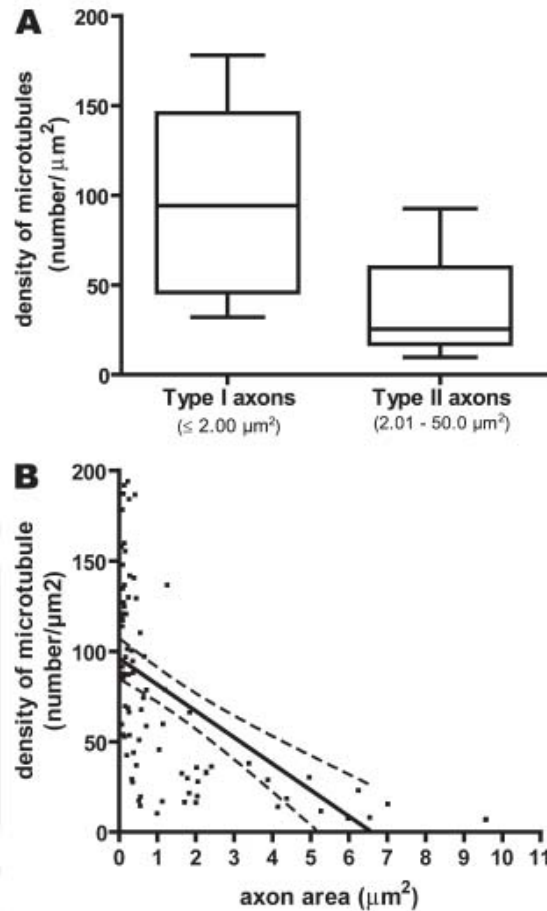 A
density of microtubules
(number/μm²)
200
150
100
50
0
Type I axons
(≤ 2.00 μm²)
Type II axons
(2.01 - 50.0 μm²)
B
density of microtubule
(number/μm2)
200
150
100
50
0
0 1 2 3 4 5 6 7 8 9 10 11
axon area (μm²)